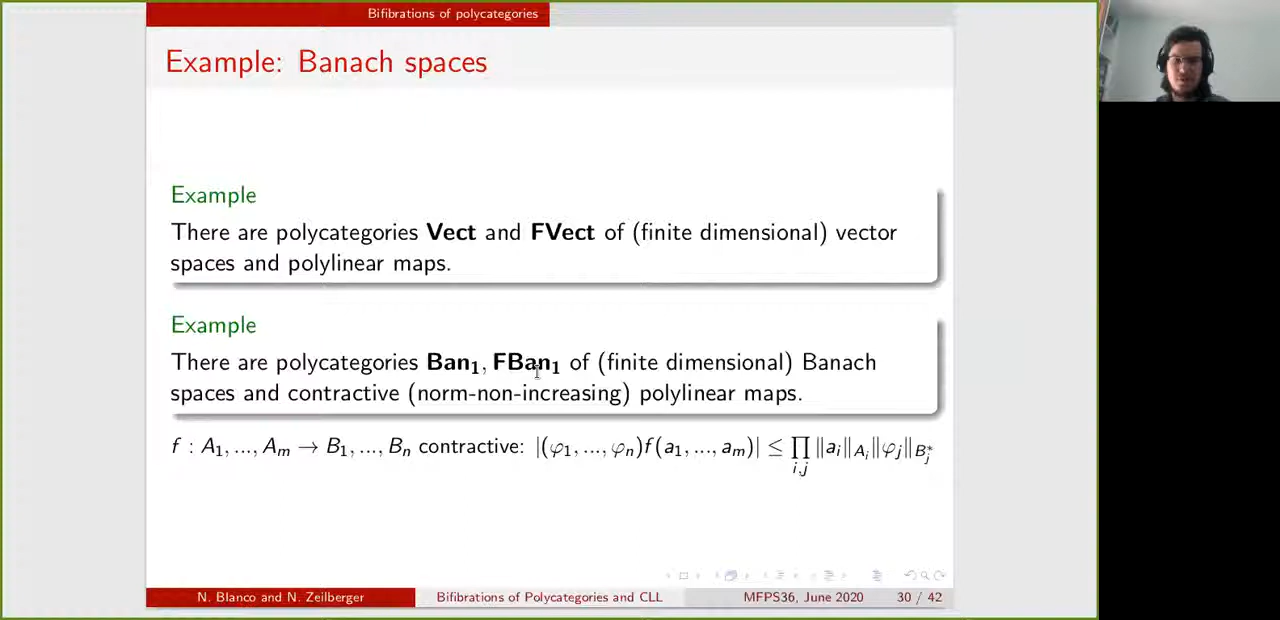 Bifibrations of polycategories
Example: Banach spaces
Example
There are polycategories Vect and FVect of (finite dimensional) vector
spaces and polylinear maps.
Example
There are polycategories Ban₁, FBan₁ of (finite dimensional) Banach
spaces and contractive (norm-non-increasing) polylinear maps.
f : A₁, ..., Aₘ → B₁, ..., Bₙ contractive: |(φ₁, ..., φₙ)f(a₁, ..., aₘ)| ≤ ∏_{i,j} ‖aᵢ‖_{Aᵢ}‖φⱼ‖_{Bⱼ*}
N. Blanco and N. Zeilberger Bifibrations of Polycategories and CLL MFPS36, June 2020 30 / 42